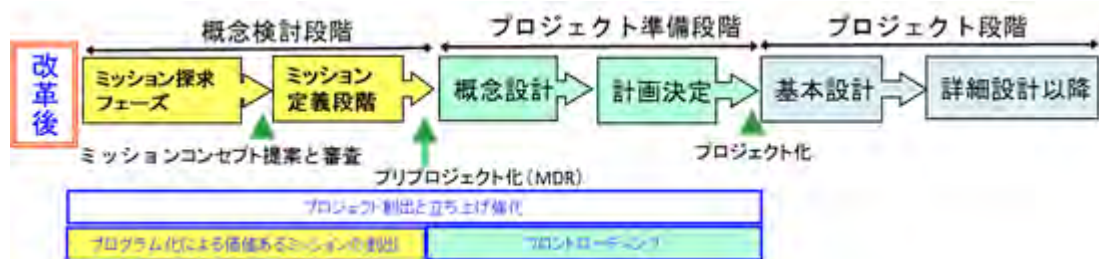 改革後
概念検討段階
プロジェクト準備段階
プロジェクト段階
ミッション探求
フェーズ
ミッション
定義段階
概念設計
計画決定
基本設計
詳細設計以降
ミッションコンセプト提案と審査
プリプロジェクト化(MDR)
プロジェクト化
プロジェクト創出と立ち上げ強化
プログラム化による価値あるミッションの創出
フロントローディング